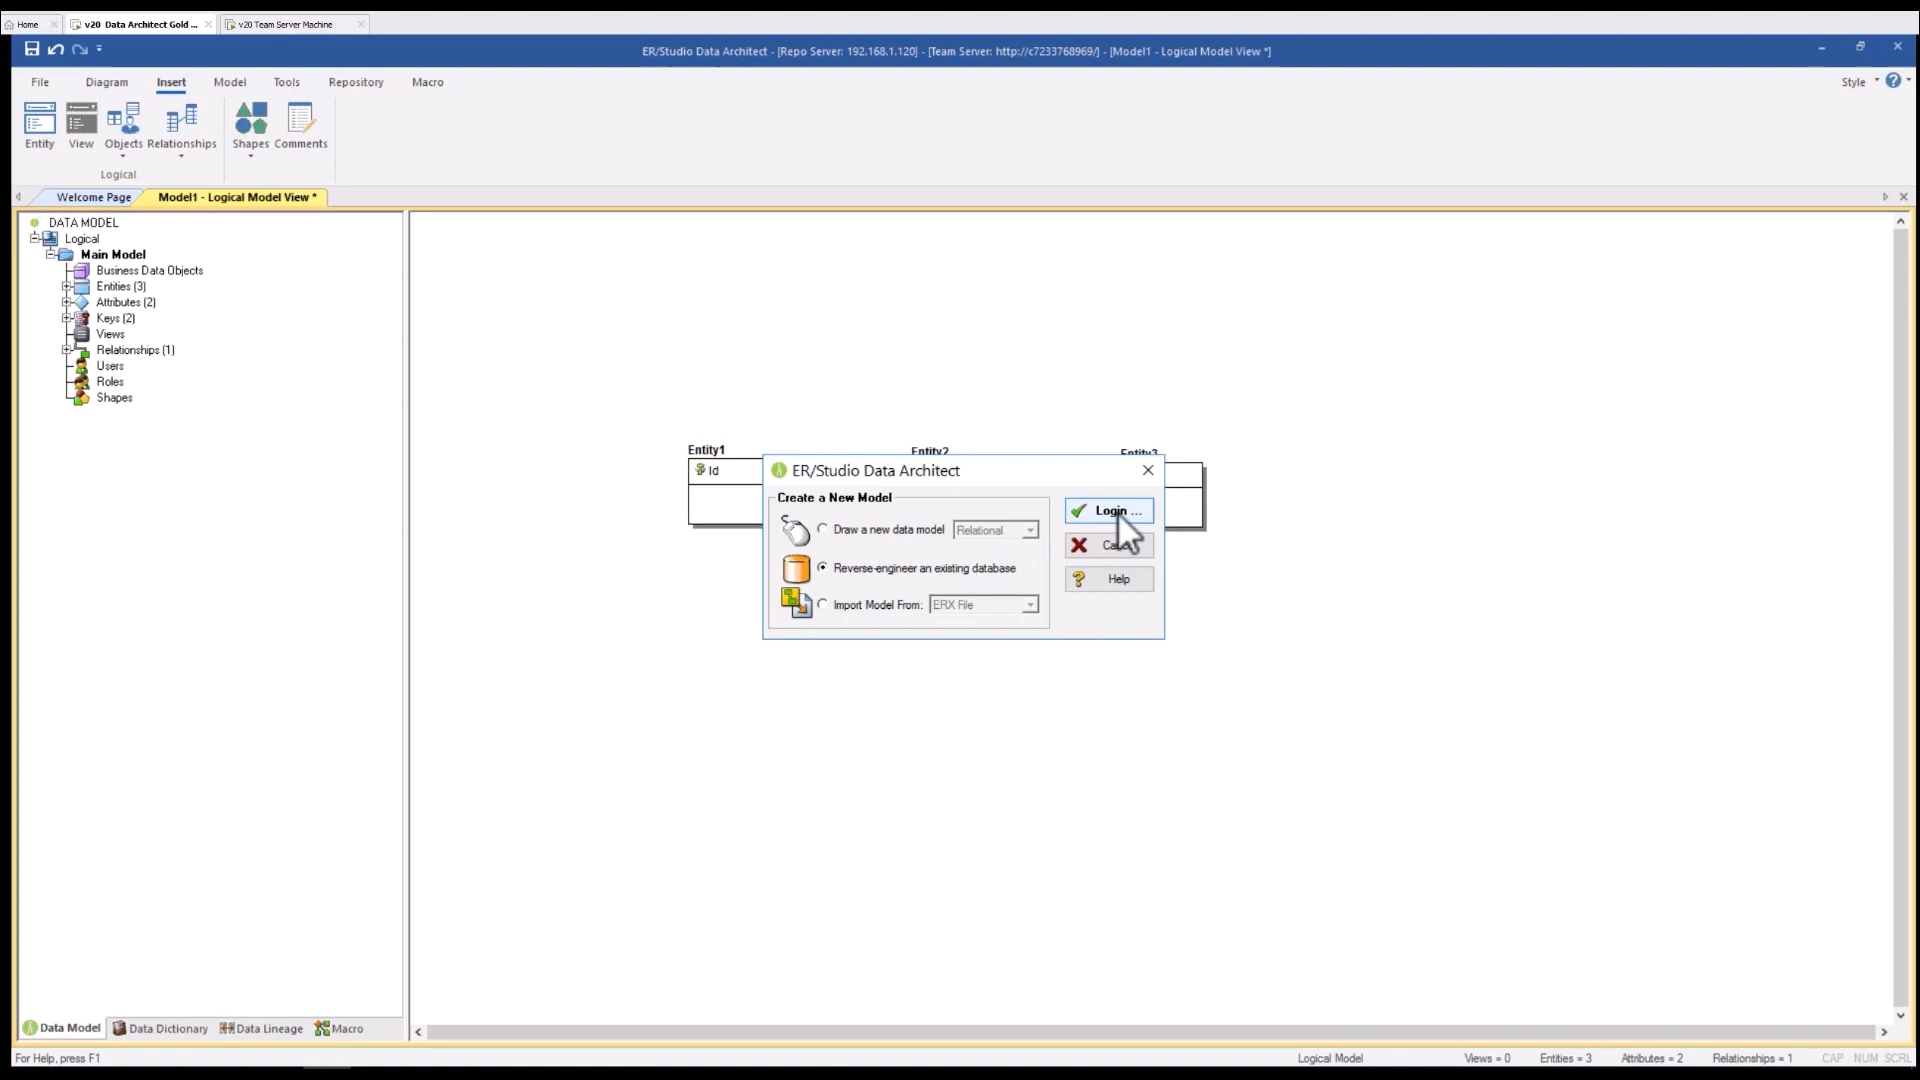 Home
v20 Data Architect Gold ...
v20 Team Server Machine
ER/Studio Data Architect - [Repo Server: 192.168.1.120] - [Team Server: http://c7233768969/] - [Model1 - Logical Model View *]
File Diagram Insert Model Tools Repository Macro Style
Entity View Objects Relationships Shapes Comments
Logical
Welcome Page Model1 - Logical Model View *
DATA MODEL
Logical
Main Model
Business Data Objects
Entities (3)
Attributes (2)
Keys (2)
Views
Relationships (1)
Users
Roles
Shapes
Entity1 Entity2 Entity3
Id
ER/Studio Data Architect
Create a New Model
Draw a new data model Relational
Reverse-engineer an existing database
Import Model From: ERX File
Login ...
Help
Data Model Data Dictionary Data Lineage Macro
For Help, press F1 Logical Model Views = 0 Entities = 3 Attributes = 2 Relationships = 1 CAP NUM SCRL